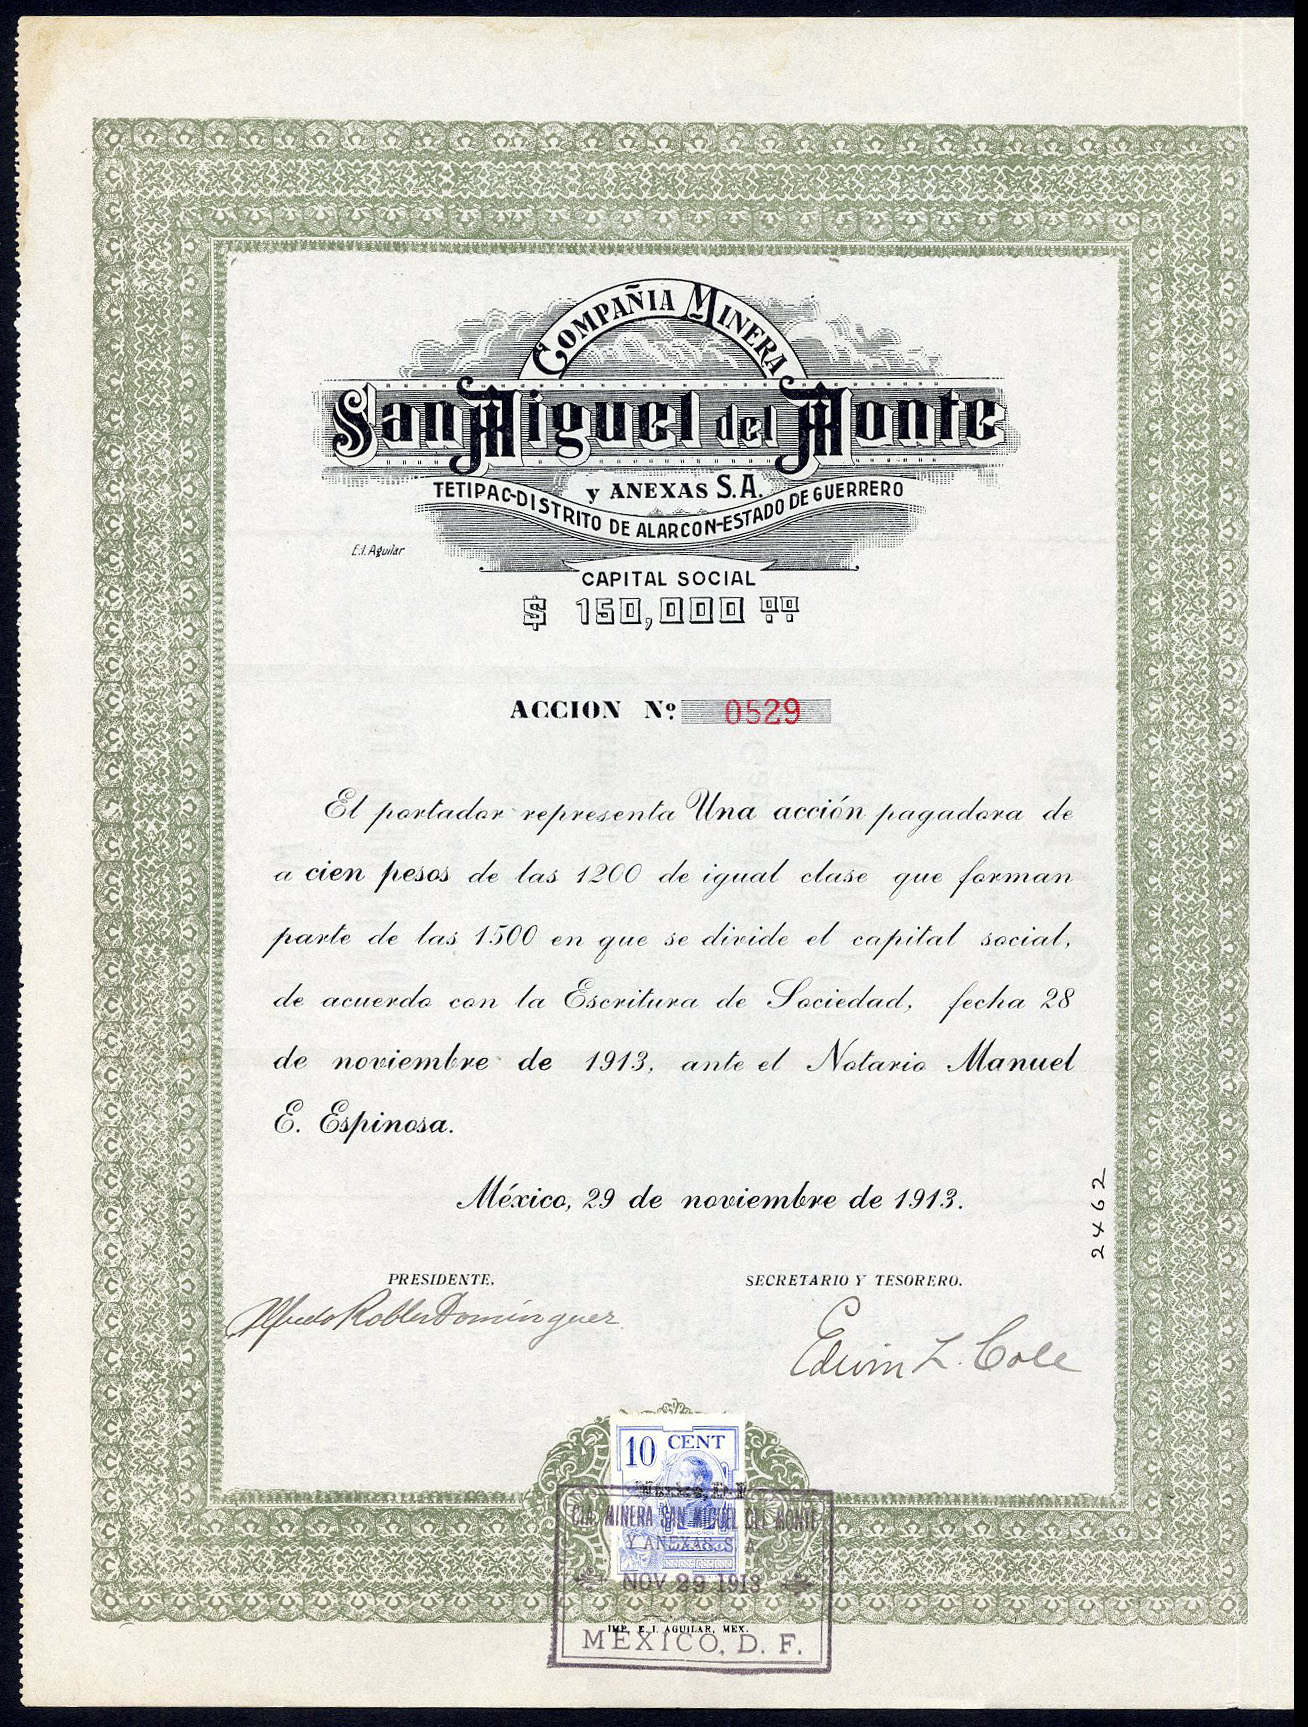 COMPAÑIA MINERA
San Miguel del Monte
Y ANEXAS S.A.
TETIPAC-DISTRITO DE ALARCON-ESTADO DE GUERRERO
E.I. Aguilar
CAPITAL SOCIAL
$ 150,000 00
ACCION Nº 0529
El portador representa Una acción pagadora de
a cien pesos de las 1200 de igual clase que forman
parte de las 1500 en que se divide el capital social,
de acuerdo con la Escritura de Sociedad, fecha 28
de noviembre de 1913, ante el Notario Manuel
E. Espinosa.
México, 29 de noviembre de 1913.
2462
PRESIDENTE,
SECRETARIO Y TESORERO,
Alfredo Robles Domínguez
Edwin L. Cole
10 CENT
Mexico, D. F.
CIA. MINERA SAN MIGUEL DEL MONTE
Y ANEXAS S. A.
NOV 29 1913
IMP. E. I. AGUILAR, MEX.
MEXICO, D. F.